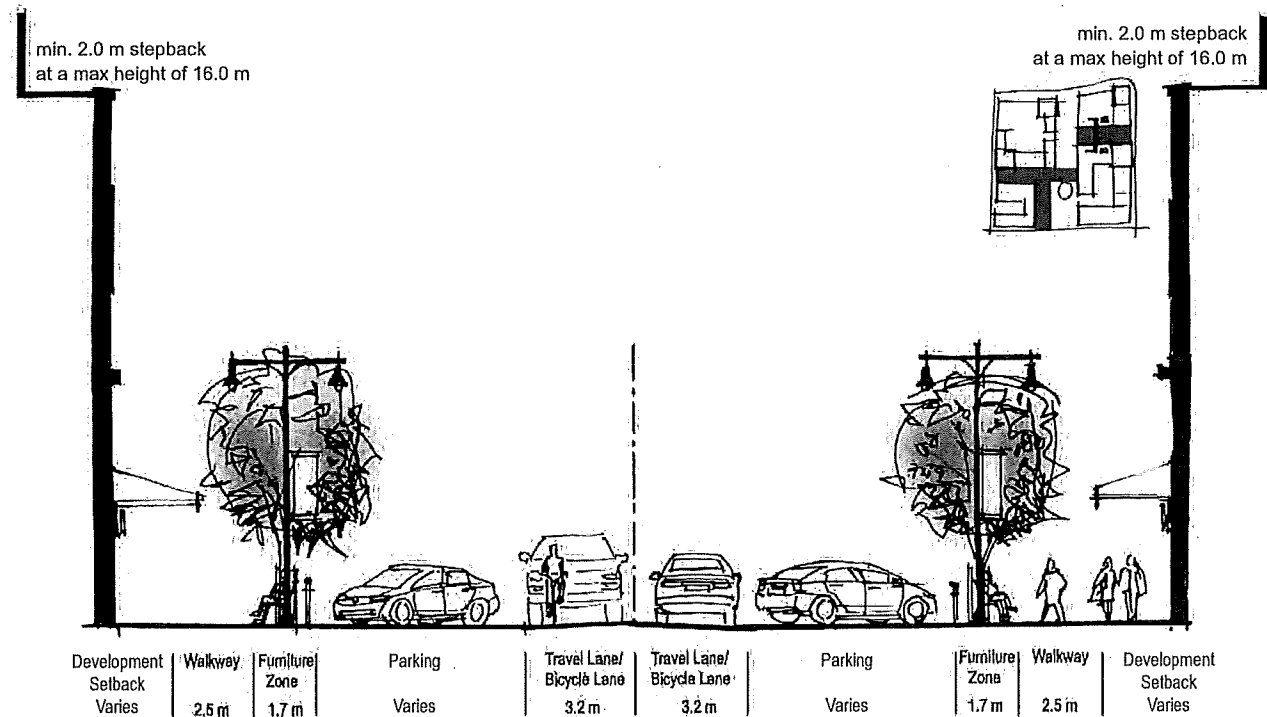 min. 2.0 m stepback
at a max height of 16.0 m
min. 2.0 m stepback
at a max height of 16.0 m
Development
Setback
Varies
Walkway
2.5 m
Furniture
Zone
1.7 m
Parking
Varies
Travel Lane/
Bicycle Lane
3.2 m
Travel Lane/
Bicycle Lane
3.2 m
Parking
Varies
Furniture
Zone
1.7 m
Walkway
2.5 m
Development
Setback
Varies